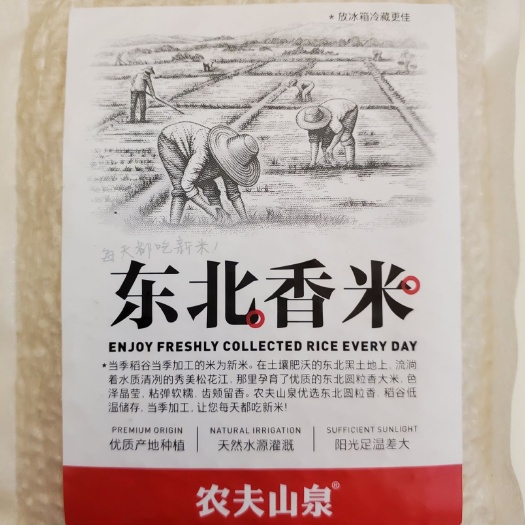 * 放冰箱冷藏更佳
每天都吃新米!
东北香米
ENJOY FRESHLY COLLECTED RICE EVERY DAY
*当季稻谷当季加工的米为新米。在土壤肥沃的东北黑土地上，流淌
着水质清冽的秀美松花江，那里孕育了优质的东北圆粒香大米，色
泽晶莹，粘弹软糯，齿颊留香。农夫山泉优选东北圆粒香，稻谷低
温储存，当季加工，让您每天都吃新米!
PREMIUM ORIGIN NATURAL IRRIGATION SUFFICIENT SUNLIGHT
优质产地种植 天然水源灌溉 阳光足温差大
农夫山泉®